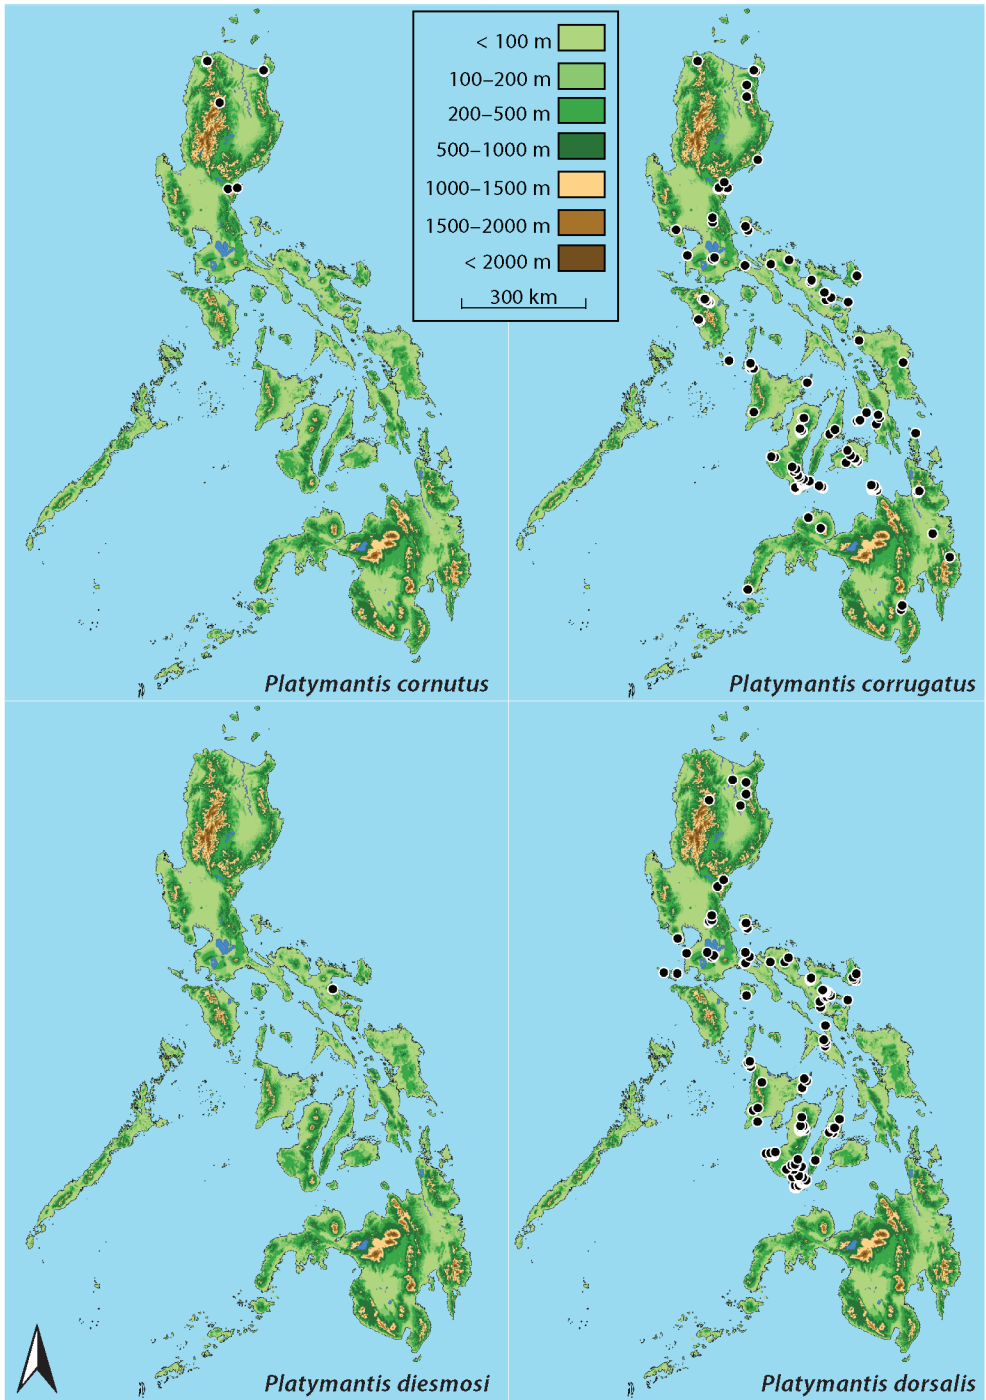 < 100 m
100–200 m
200–500 m
500–1000 m
1000–1500 m
1500–2000 m
< 2000 m
300 km
Platymantis cornutus
Platymantis corrugatus
Platymantis diesmosi
Platymantis dorsalis